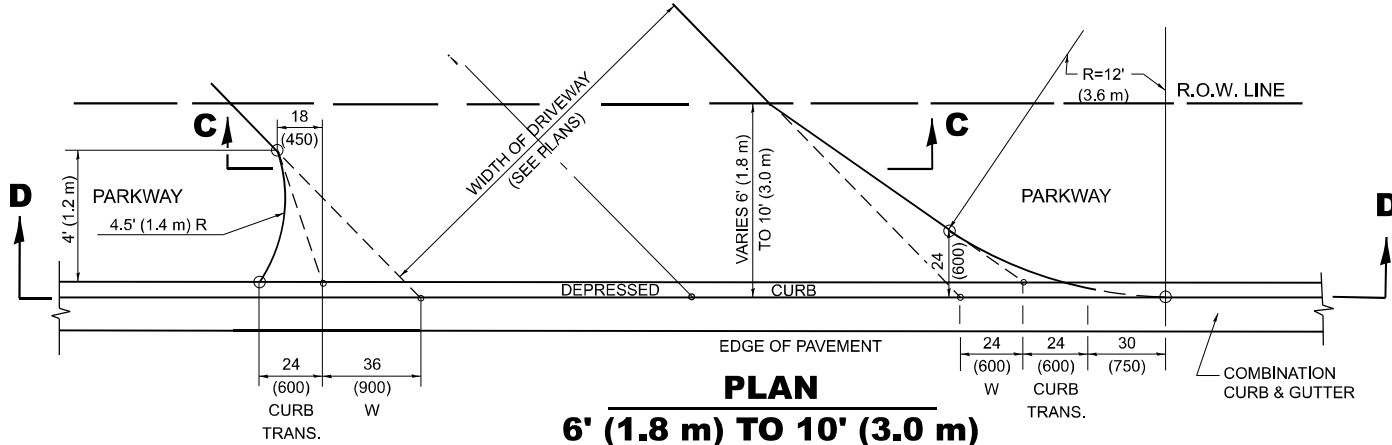 R=12'
(3.6 m)
R.O.W. LINE
18
(450)
C
C
WIDTH OF DRIVEWAY
(SEE PLANS)
VARIES 6' (1.8 m)
TO 10' (3.0 m)
D
4' (1.2 m)
PARKWAY
4.5' (1.4 m) R
PARKWAY
D
24
(600)
DEPRESSED CURB
EDGE OF PAVEMENT
24
(600)
CURB
TRANS.
36
(900)
W
24
(600)
W
24
(600)
CURB
TRANS.
30
(750)
COMBINATION
CURB & GUTTER
PLAN
6' (1.8 m) TO 10' (3.0 m)